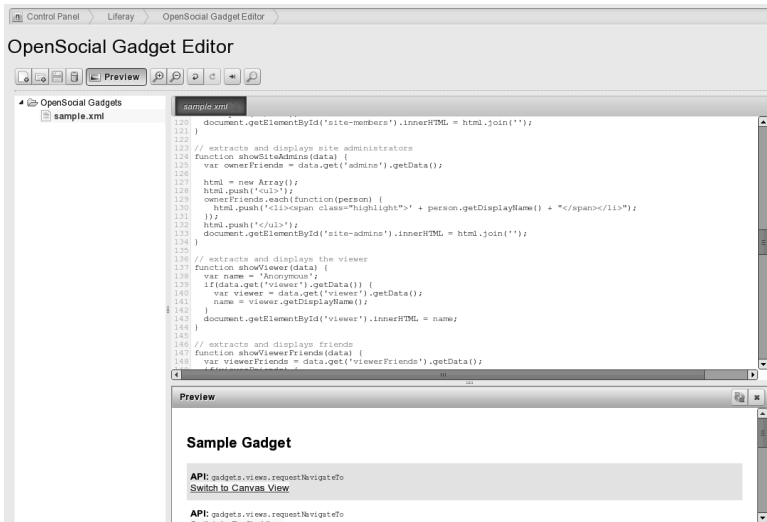 Control Panel Liferay OpenSocial Gadget Editor
OpenSocial Gadget Editor
Preview
OpenSocial Gadgets
sample.xml
sample.xml
120 document.getElementById('site-members').innerHTML = html.join('');
121 }
122
123 // extracts and displays site administrators
124 function showSiteAdmins(data) {
125 var ownerFriends = data.get('admins').getData();
126
127 html = new Array();
128 html.push('<ul>');
129 ownerFriends.each(function(person) {
130 html.push('<li><span class="highlight">' + person.getDisplayName() + "</span></li>");
131 });
132 html.push('</ul>');
133 document.getElementById('site-admins').innerHTML = html.join('');
134 }
135
136 // extracts and displays the viewer
137 function showViewer(data) {
138 var name = 'Anonymous';
139 if(data.get('viewer').getData()) {
140 var viewer = data.get('viewer').getData();
141 name = viewer.getDisplayName();
142 }
143 document.getElementById('viewer').innerHTML = name;
144 }
145
146 // extracts and displays friends
147 function showViewerFriends(data) {
148 var viewerFriends = data.get('viewerFriends').getData();
Preview
Sample Gadget
API: gadgets.views.requestNavigateTo
Switch to Canvas View
API: gadgets.views.requestNavigateTo